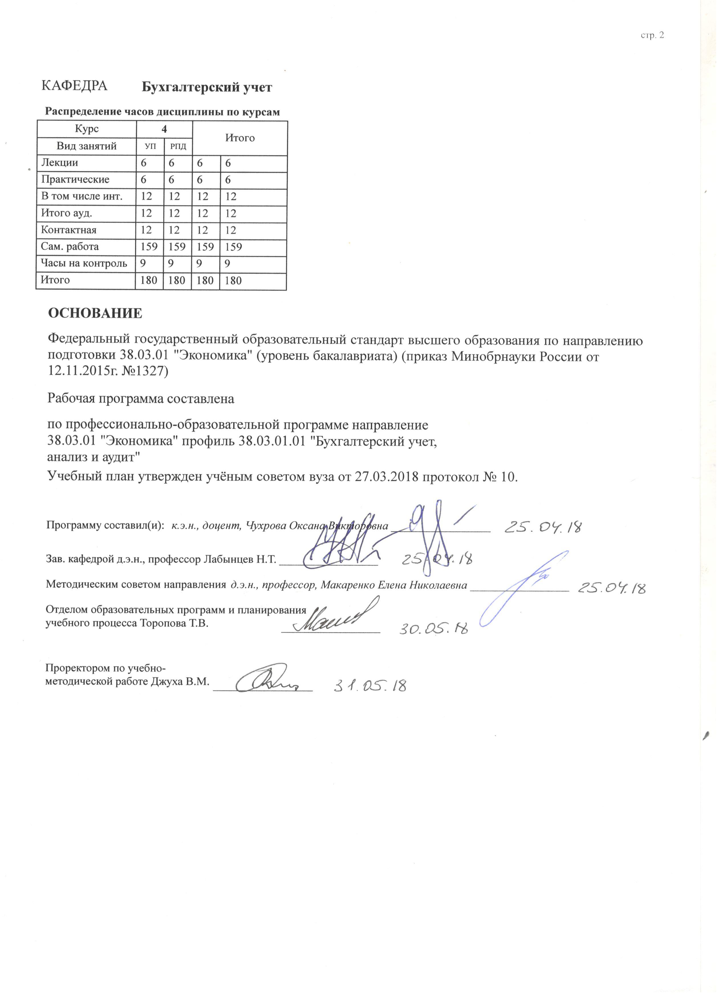 стр. 2
КАФЕДРА Бухгалтерский учет
Распределение часов дисциплины по курсам
Курс 4 Итого
Вид занятий УП РПД
Лекции 6 6 6 6
Практические 6 6 6 6
В том числе инт. 12 12 12 12
Итого ауд. 12 12 12 12
Контактная 12 12 12 12
Сам. работа 159 159 159 159
Часы на контроль 9 9 9 9
Итого 180 180 180 180
ОСНОВАНИЕ
Федеральный государственный образовательный стандарт высшего образования по направлению
подготовки 38.03.01 "Экономика" (уровень бакалавриата) (приказ Минобрнауки России от
12.11.2015г. №1327)
Рабочая программа составлена
по профессионально-образовательной программе направление
38.03.01 "Экономика" профиль 38.03.01.01 "Бухгалтерский учет,
анализ и аудит"
Учебный план утвержден учёным советом вуза от 27.03.2018 протокол № 10.
Программу составил(и): к.э.н., доцент, Чухрова Оксана Викторовна 25.04.18
Зав. кафедрой д.э.н., профессор Лабынцев Н.Т. 25.04.18
Методическим советом направления д.э.н., профессор, Макаренко Елена Николаевна 25.04.18
Отделом образовательных программ и планирования
учебного процесса Торопова Т.В. 30.05.18
Проректором по учебно-
методической работе Джуха В.М. 31.05.18